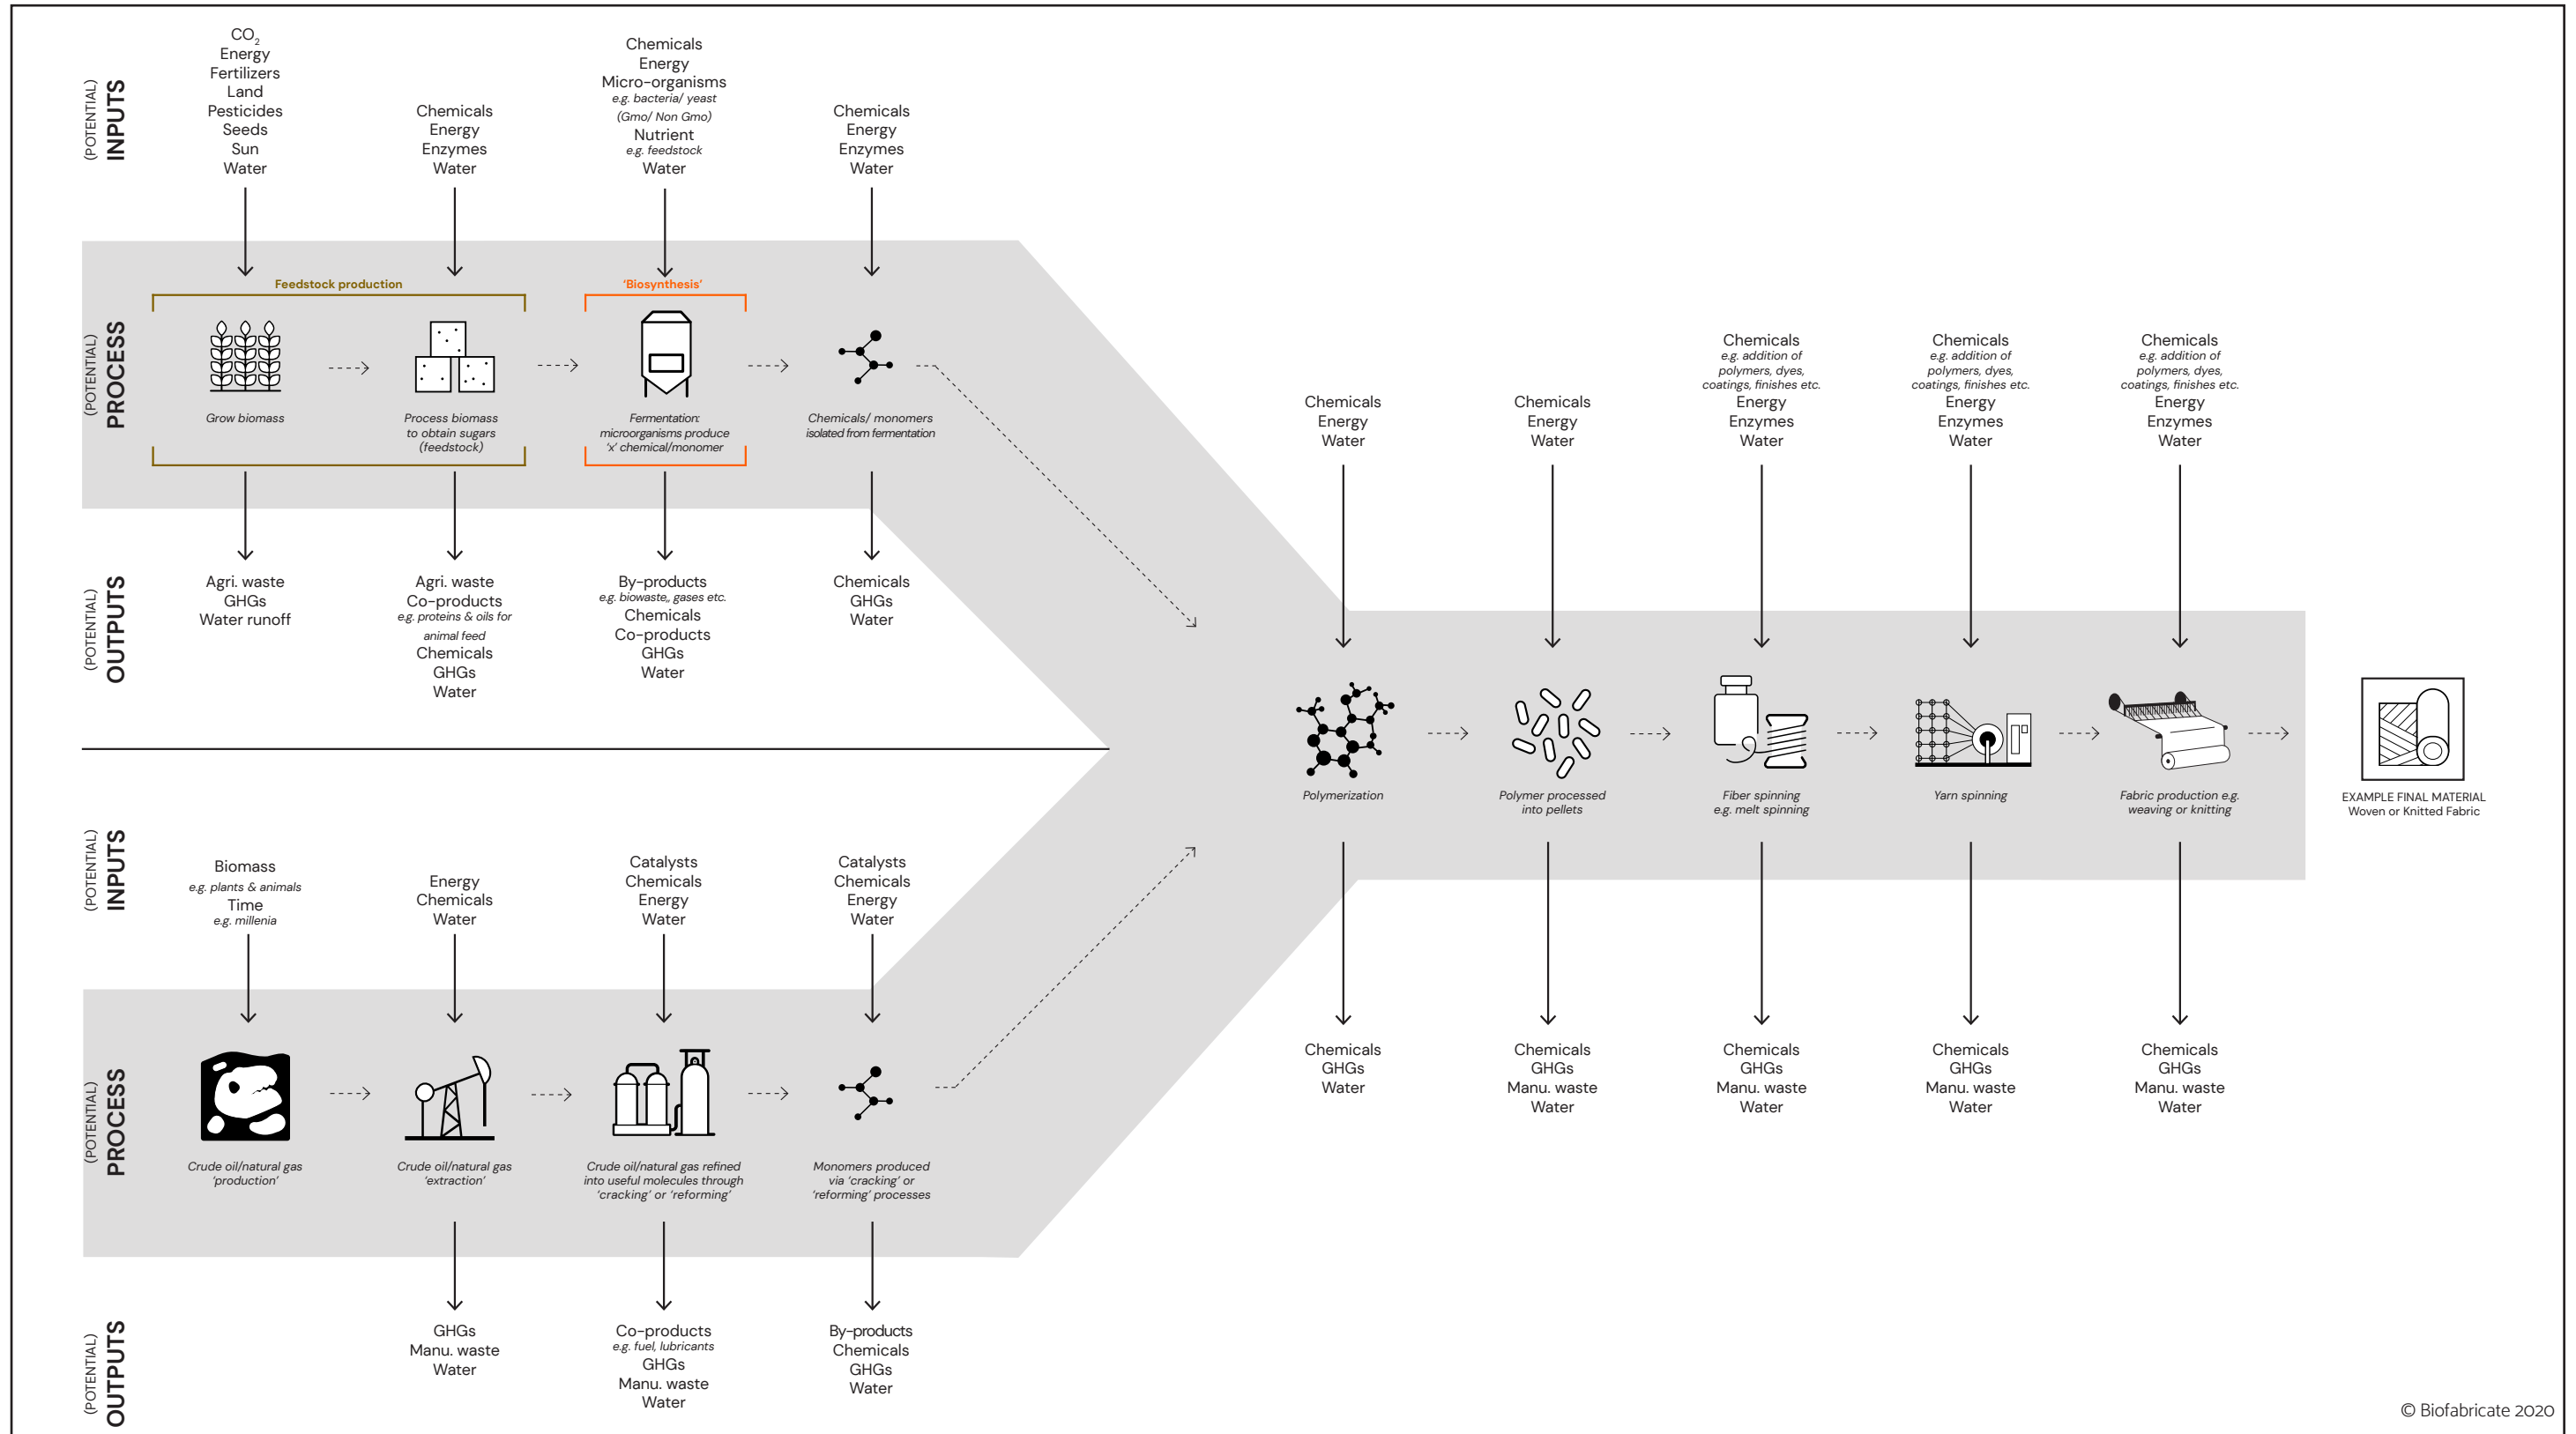 (POTENTIAL)
INPUTS
CO2
Energy
Fertilizers
Land
Pesticides
Seeds
Sun
Water
Chemicals
Energy
Enzymes
Water
Chemicals
Energy
Micro-organisms
e.g. bacteria/ yeast
(Gmo/ Non Gmo)
Nutrient
e.g. feedstock
Water
Chemicals
Energy
Enzymes
Water
(POTENTIAL)
PROCESS
Feedstock production
'Biosynthesis'
Grow biomass
Process biomass
to obtain sugars
(feedstock)
Fermentation:
microorganisms produce
'x' chemical/monomer
Chemicals/ monomers
isolated from fermentation
(POTENTIAL)
OUTPUTS
Agri. waste
GHGs
Water runoff
Agri. waste
Co-products
e.g. proteins & oils for
animal feed
Chemicals
GHGs
Water
By-products
e.g. biowaste,, gases etc.
Chemicals
Co-products
GHGs
Water
Chemicals
GHGs
Water
(POTENTIAL)
INPUTS
Biomass
e.g. plants & animals
Time
e.g. millenia
Energy
Chemicals
Water
Catalysts
Chemicals
Energy
Water
Catalysts
Chemicals
Energy
Water
(POTENTIAL)
PROCESS
Crude oil/natural gas
'production'
Crude oil/natural gas
'extraction'
Crude oil/natural gas refined
into useful molecules through
'cracking' or 'reforming'
Monomers produced
via 'cracking' or
'reforming' processes
(POTENTIAL)
OUTPUTS
GHGs
Manu. waste
Water
Co-products
e.g. fuel, lubricants
GHGs
Manu. waste
Water
By-products
Chemicals
GHGs
Water
Chemicals
Energy
Water
Chemicals
Energy
Water
Chemicals
e.g. addition of
polymers, dyes,
coatings, finishes etc.
Energy
Enzymes
Water
Chemicals
e.g. addition of
polymers, dyes,
coatings, finishes etc.
Energy
Enzymes
Water
Chemicals
e.g. addition of
polymers, dyes,
coatings, finishes etc.
Energy
Enzymes
Water
Polymerization
Polymer processed
into pellets
Fiber spinning
e.g. melt spinning
Yarn spinning
Fabric production e.g.
weaving or knitting
EXAMPLE FINAL MATERIAL
Woven or Knitted Fabric
Chemicals
GHGs
Water
Chemicals
GHGs
Manu. waste
Water
Chemicals
GHGs
Manu. waste
Water
Chemicals
GHGs
Manu. waste
Water
Chemicals
GHGs
Manu. waste
Water
© Biofabricate 2020